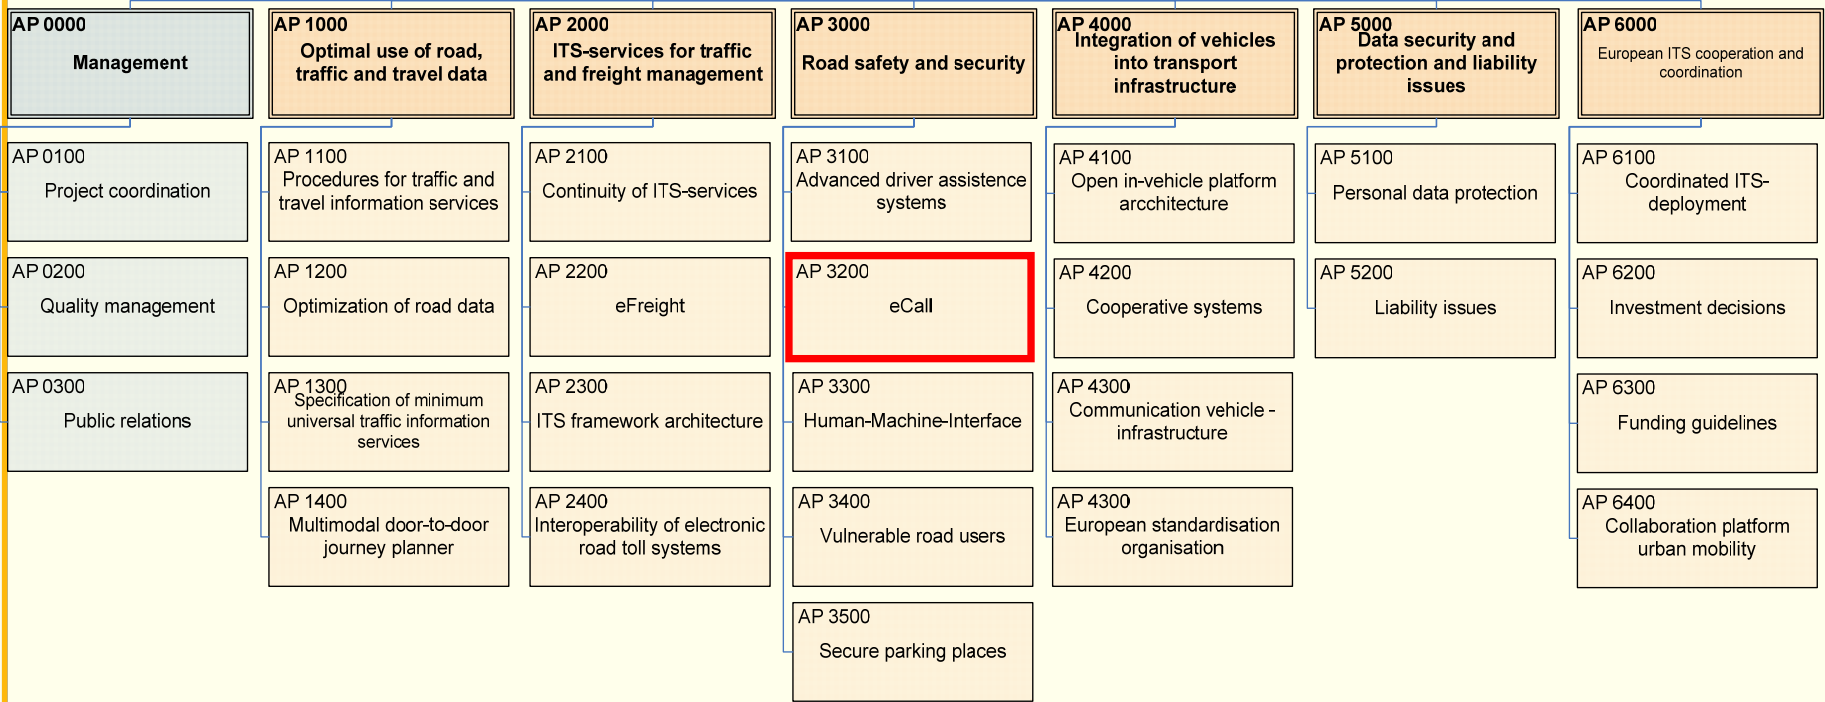 AP 0000
Management
AP 1000
Optimal use of road,
traffic and travel data
AP 2000
ITS-services for traffic
and freight management
AP 3000
Road safety and security
AP 4000
Integration of vehicles
into transport
infrastructure
AP 5000
Data security and
protection and liability
issues
AP 6000
European ITS cooperation and
coordination
AP 0100
Project coordination
AP 1100
Procedures for traffic and
travel information services
AP 2100
Continuity of ITS-services
AP 3100
Advanced driver assistence
systems
AP 4100
Open in-vehicle platform
arcchitecture
AP 5100
Personal data protection
AP 6100
Coordinated ITS-
deployment
AP 0200
Quality management
AP 1200
Optimization of road data
AP 2200
eFreight
AP 3200
eCall
AP 4200
Cooperative systems
AP 5200
Liability issues
AP 6200
Investment decisions
AP 0300
Public relations
AP 1300
Specification of minimum
universal traffic information
services
AP 2300
ITS framework architecture
AP 3300
Human-Machine-Interface
AP 4300
Communication vehicle -
infrastructure
AP 6300
Funding guidelines
AP 1400
Multimodal door-to-door
journey planner
AP 2400
Interoperability of electronic
road toll systems
AP 3400
Vulnerable road users
AP 4300
European standardisation
organisation
AP 6400
Collaboration platform
urban mobility
AP 3500
Secure parking places